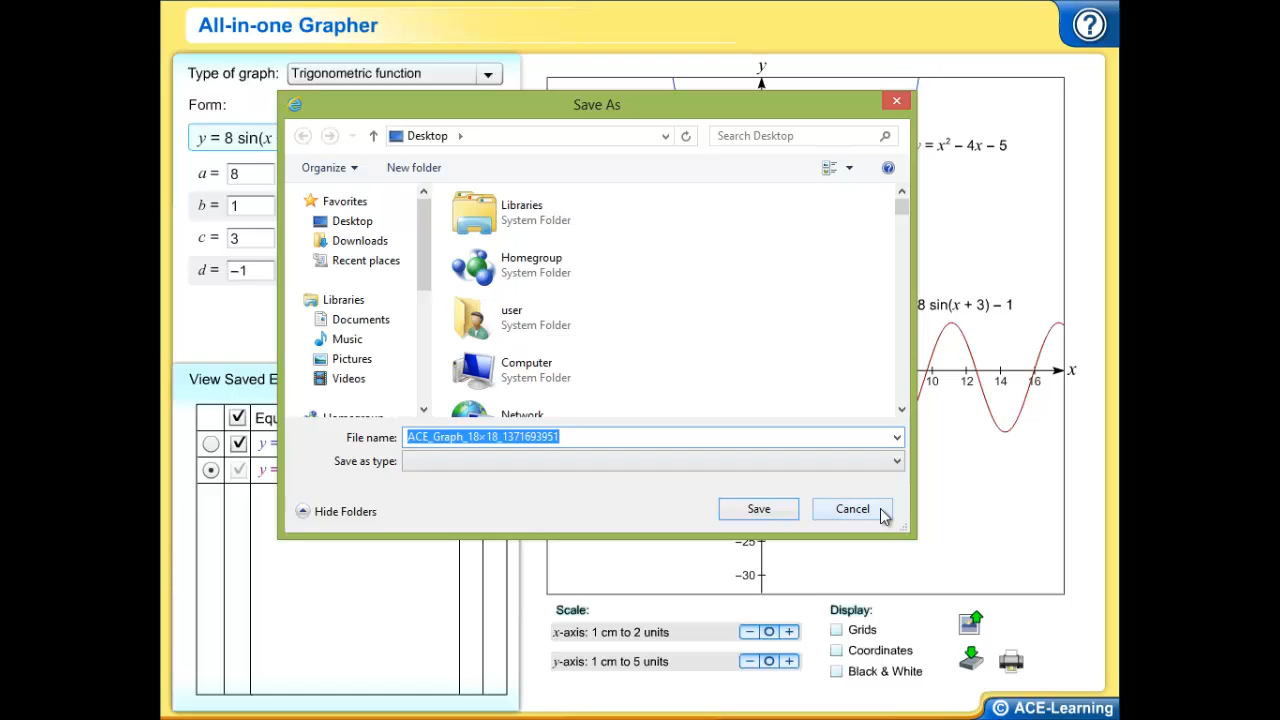 All-in-one Grapher
Type of graph: Trigonometric function
y
Form:
Save As
y = 8 sin(x
Desktop
Search Desktop
y = x² − 4x − 5
Organize
New folder
a = 8
b = 1
c = 3
d = −1
Favorites
Desktop
Downloads
Recent places
Libraries
Documents
Music
Pictures
Videos
Homegroup
Libraries
System Folder
Homegroup
System Folder
user
System Folder
Computer
System Folder
Network
8 sin(x + 3) − 1
x
10 12 14 16
View Saved E
Equ
y =
y =
File name: ACE_Graph_18×18_1371693951
Save as type:
Hide Folders
Save
Cancel
−25
−30
Scale:
x-axis: 1 cm to 2 units
y-axis: 1 cm to 5 units
Display:
Grids
Coordinates
Black & White
© ACE-Learning